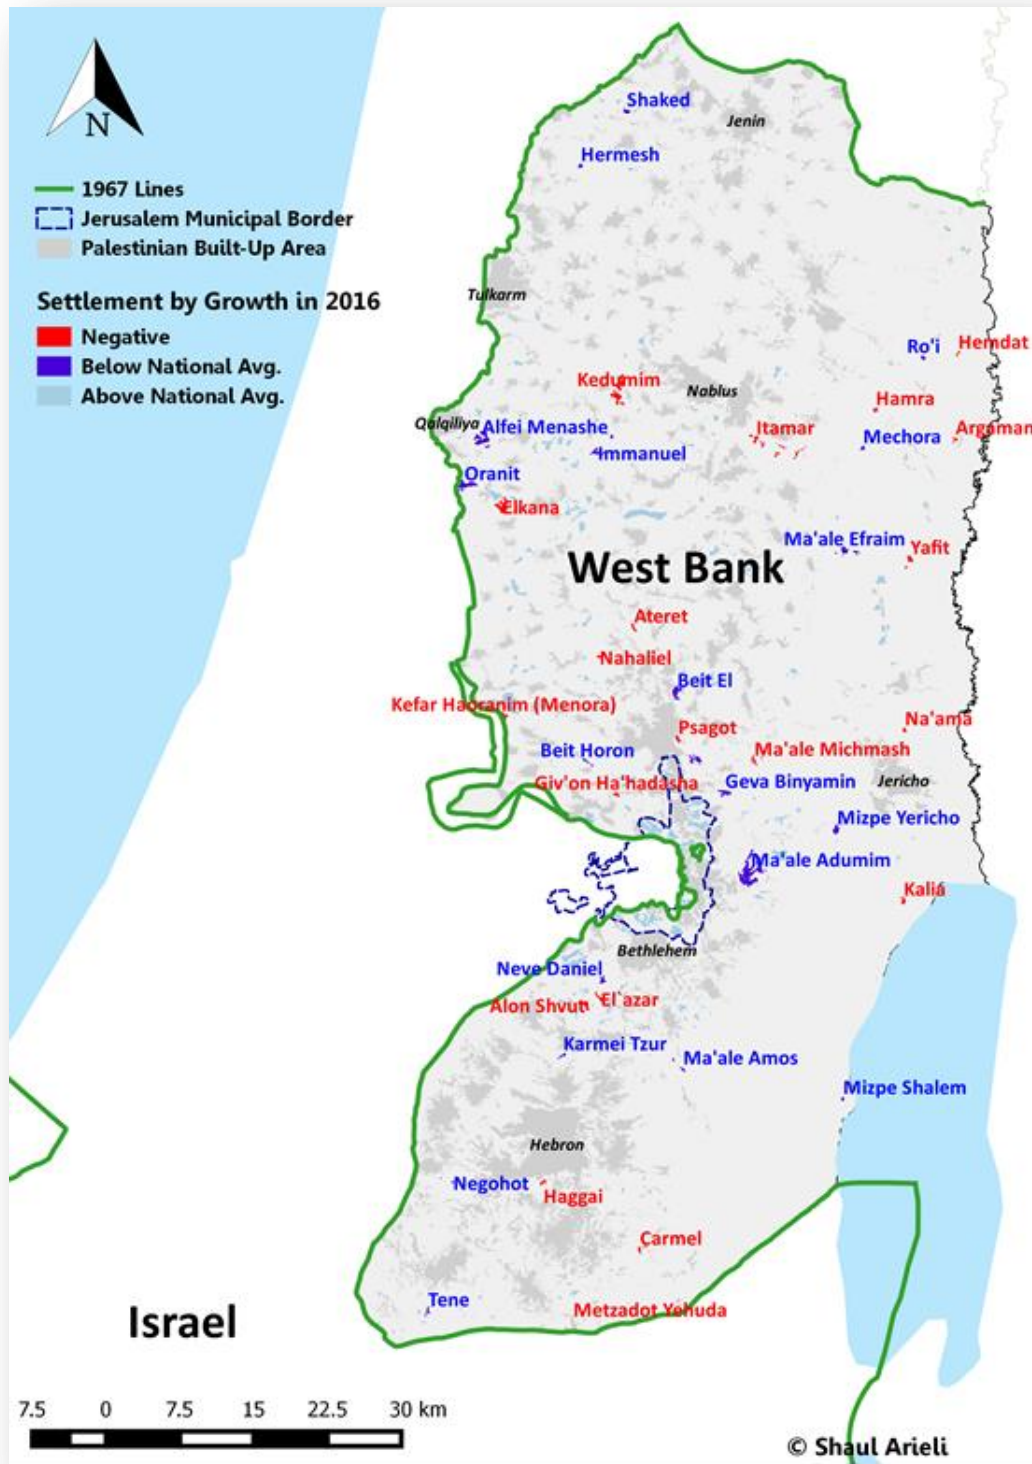 N
1967 Lines
Jerusalem Municipal Border
Palestinian Built-Up Area
Settlement by Growth in 2016
Negative
Below National Avg.
Above National Avg.
Shaked
Jenin
Hermesh
Tulkarm
Ro'i
Hemdat
Kedumim
Nablus
Hamra
Qalqiliya
Alfei Menashe
Itamar
Mechora
Argaman
Immanuel
Oranit
Elkana
Ma'ale Efraim
Yafit
West Bank
Ateret
Nahaliel
Beit El
Kefar Haoranim (Menora)
Na'ama
Psagot
Beit Horon
Ma'ale Michmash
Giv'on Ha'hadasha
Geva Binyamin
Jericho
Mizpe Yericho
Ma'ale Adumim
Kalia
Bethlehem
Neve Daniel
El'azar
Alon Shvut
Karmei Tzur
Ma'ale Amos
Mizpe Shalem
Hebron
Negohot
Haggai
Carmel
Tene
Metzadot Yehuda
Israel
7.5 0 7.5 15 22.5 30 km
© Shaul Arieli